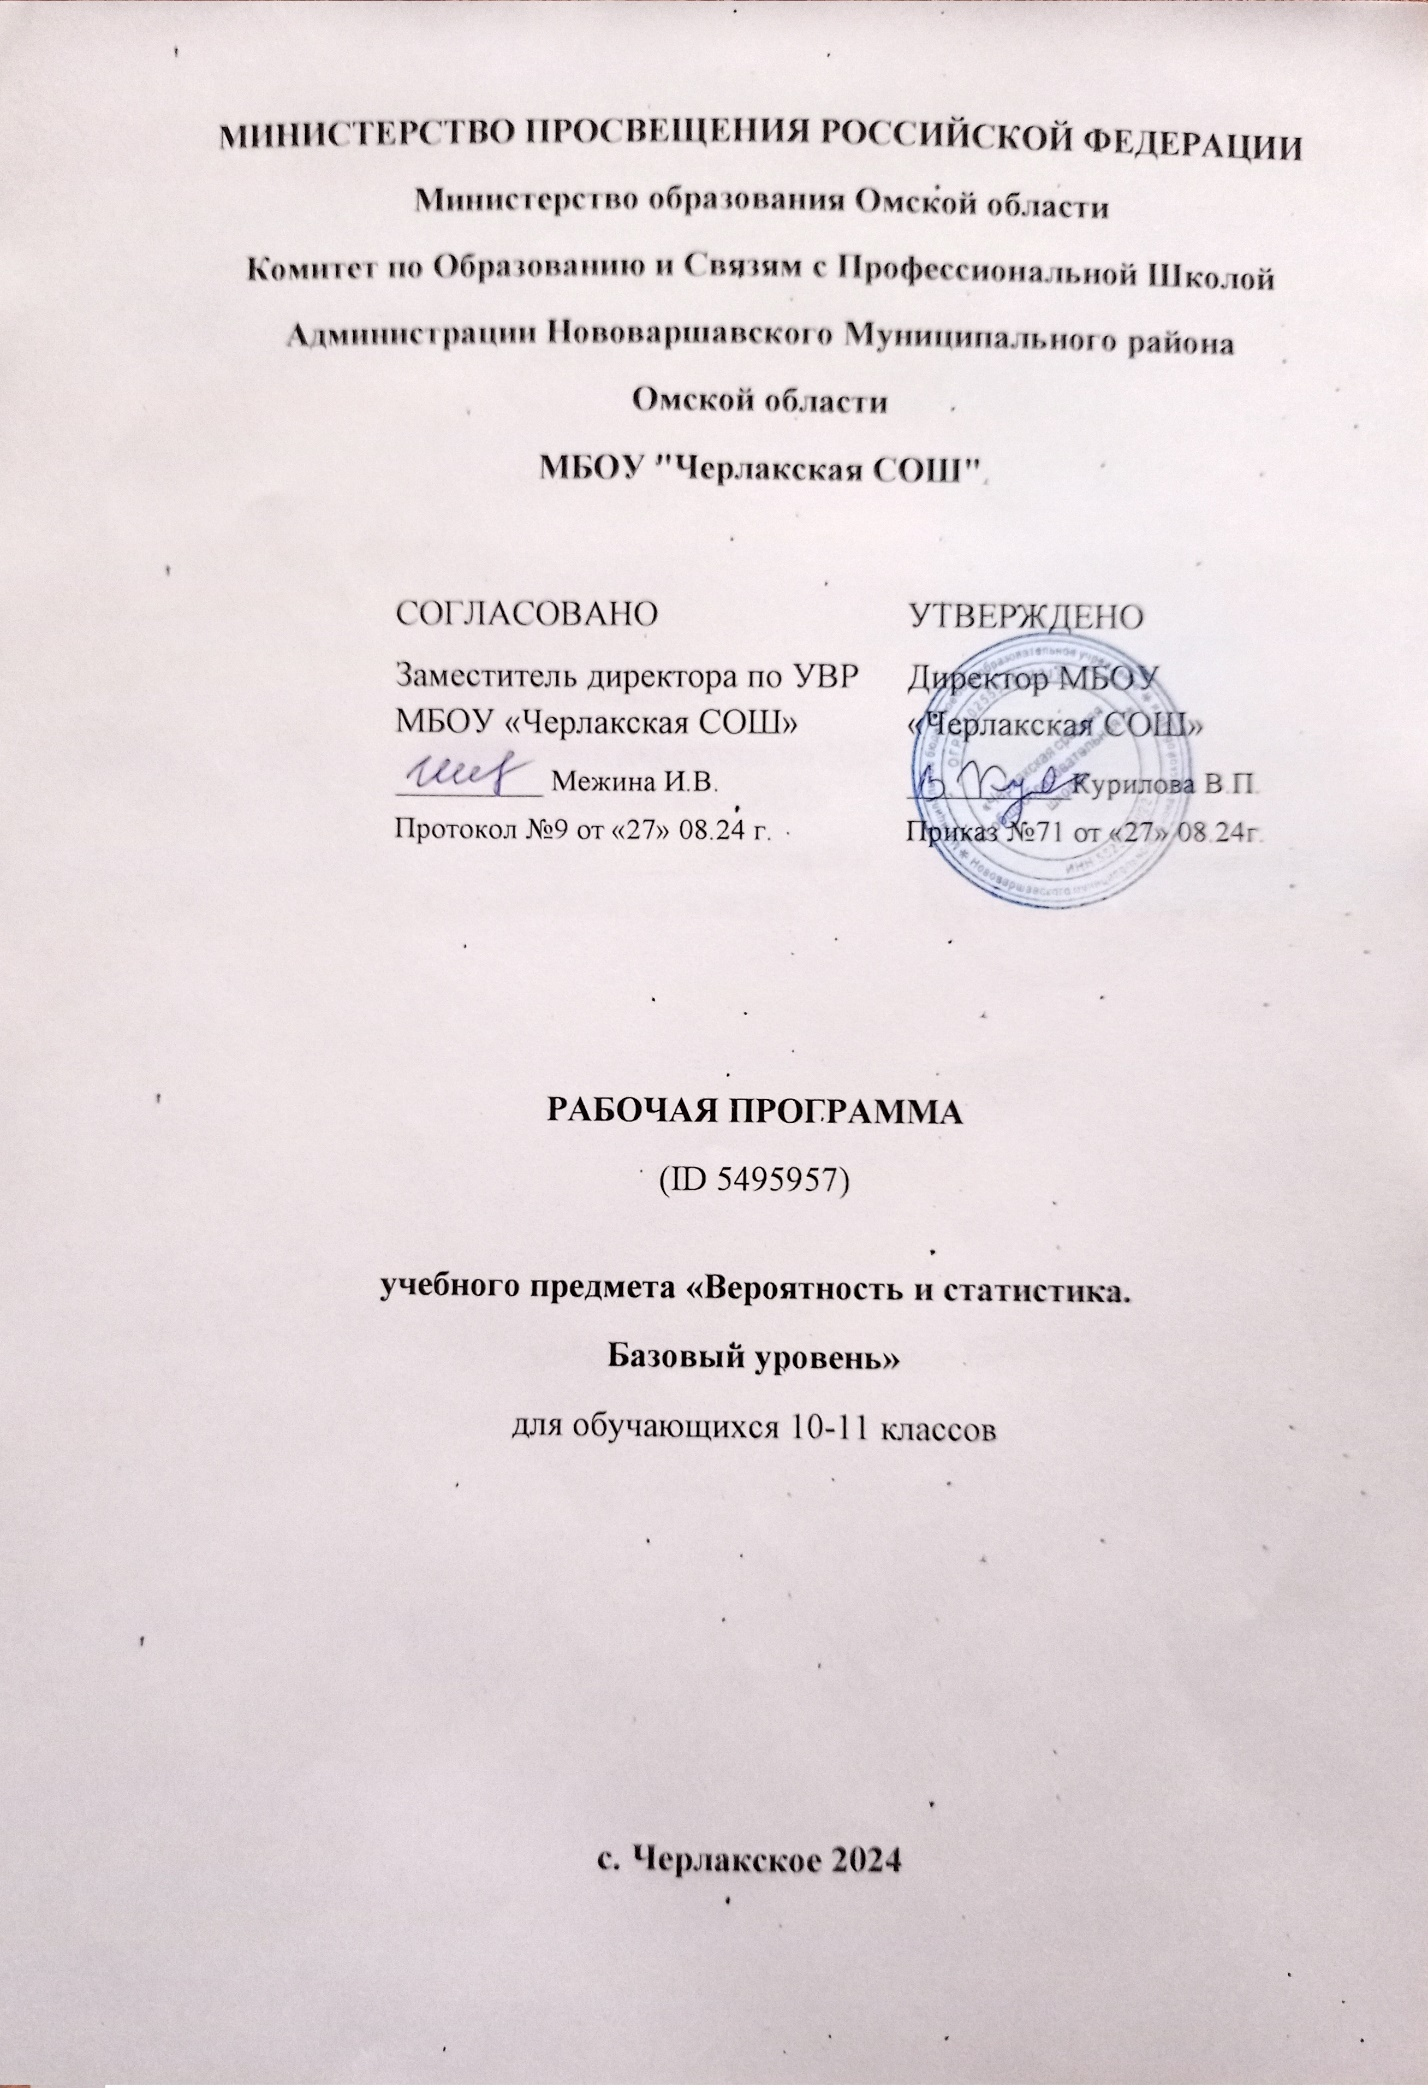 МИНИСТЕРСТВО ПРОСВЕЩЕНИЯ РОССИЙСКОЙ ФЕДЕРАЦИИ
Министерство образования Омской области
Комитет по Образованию и Связям с Профессиональной Школой
Администрации Нововаршавского Муниципального района
Омской области
МБОУ "Черлакская СОШ"
СОГЛАСОВАНО
Заместитель директора по УВР
МБОУ «Черлакская СОШ»
Межина И.В.
Протокол №9 от «27» 08.24 г.
УТВЕРЖДЕНО
Директор МБОУ
«Черлакская СОШ»
Курилова В.П.
Приказ №71 от «27» 08.24г.
РАБОЧАЯ ПРОГРАММА
(ID 5495957)
учебного предмета «Вероятность и статистика.
Базовый уровень»
для обучающихся 10-11 классов
с. Черлакское 2024